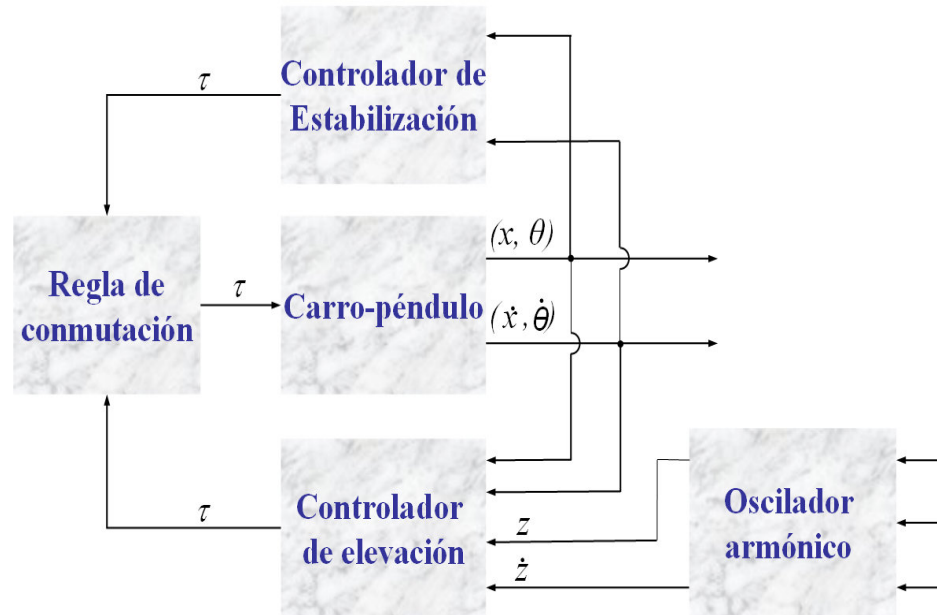 Controlador de
Estabilización
τ
(x, θ)
Regla de
conmutación
τ
Carro-péndulo
(ẋ, θ̇)
τ
Controlador
de elevación
z
ż
Oscilador
armónico